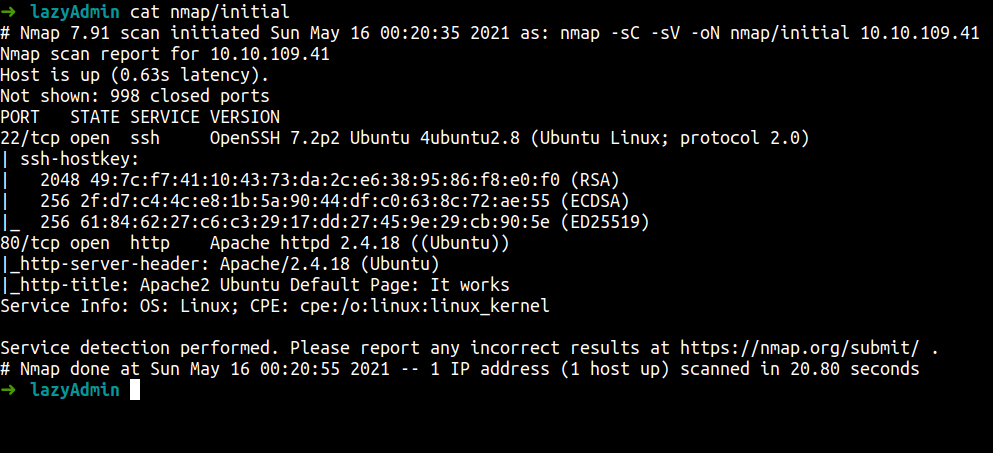 ➜ lazyAdmin cat nmap/initial
# Nmap 7.91 scan initiated Sun May 16 00:20:35 2021 as: nmap -sC -sV -oN nmap/initial 10.10.109.41
Nmap scan report for 10.10.109.41
Host is up (0.63s latency).
Not shown: 998 closed ports
PORT   STATE SERVICE VERSION
22/tcp open  ssh     OpenSSH 7.2p2 Ubuntu 4ubuntu2.8 (Ubuntu Linux; protocol 2.0)
| ssh-hostkey:
|   2048 49:7c:f7:41:10:43:73:da:2c:e6:38:95:86:f8:e0:f0 (RSA)
|   256 2f:d7:c4:4c:e8:1b:5a:90:44:df:c0:63:8c:72:ae:55 (ECDSA)
|_  256 61:84:62:27:c6:c3:29:17:dd:27:45:9e:29:cb:90:5e (ED25519)
80/tcp open  http    Apache httpd 2.4.18 ((Ubuntu))
|_http-server-header: Apache/2.4.18 (Ubuntu)
|_http-title: Apache2 Ubuntu Default Page: It works
Service Info: OS: Linux; CPE: cpe:/o:linux:linux_kernel

Service detection performed. Please report any incorrect results at https://nmap.org/submit/ .
# Nmap done at Sun May 16 00:20:55 2021 -- 1 IP address (1 host up) scanned in 20.80 seconds
➜ lazyAdmin